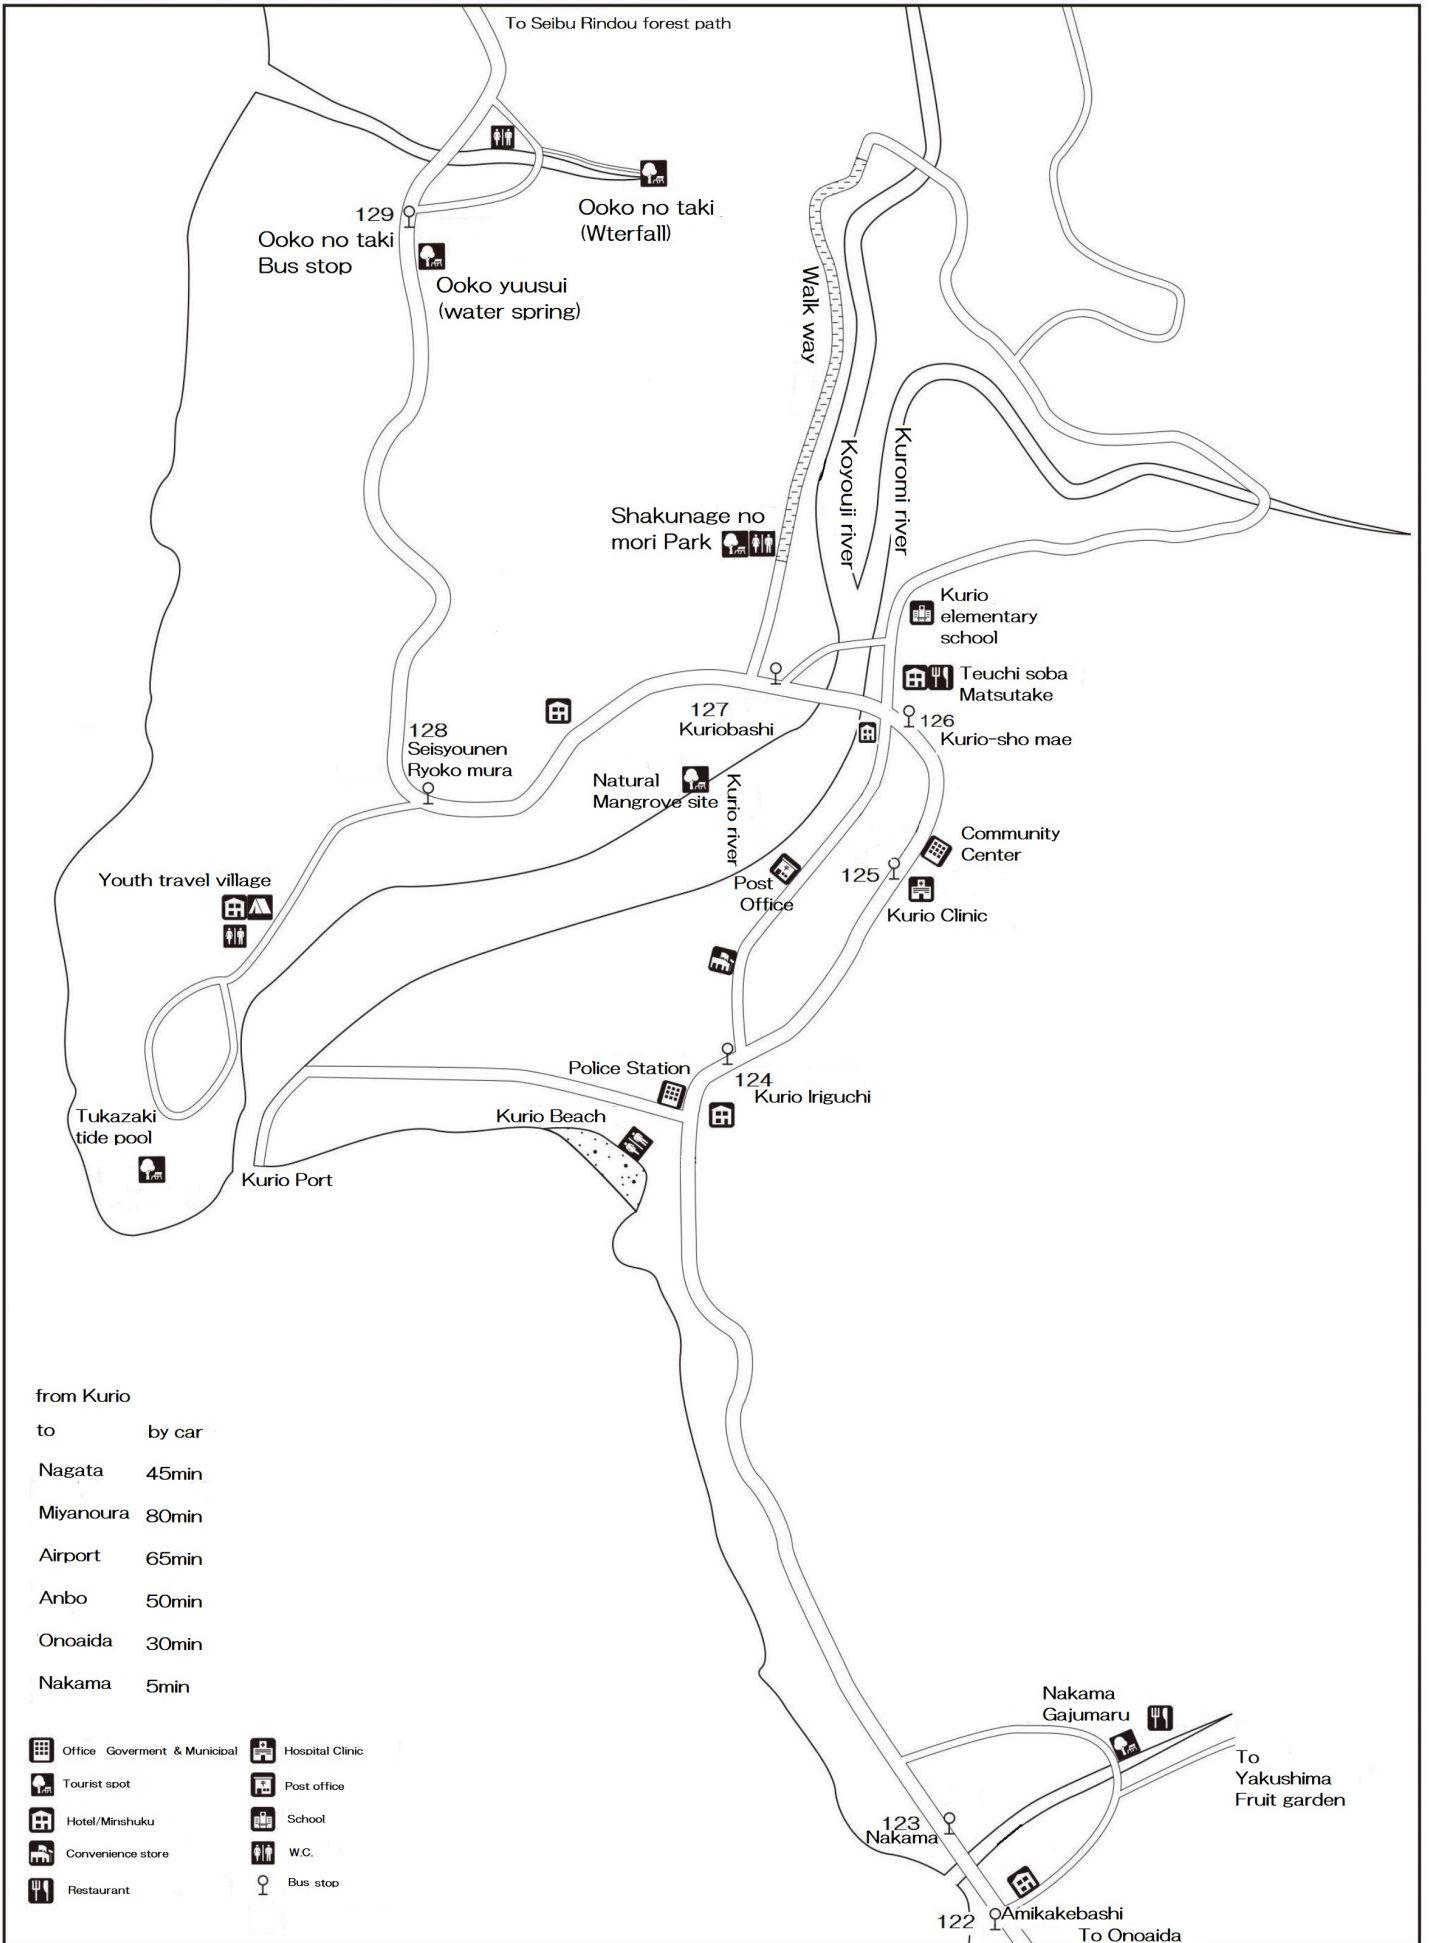 To Seibu Rindou forest path
129
Ooko no taki
Bus stop
Ooko no taki
(Wterfall)
Ooko yuusui
(water spring)
Walk way
Koyouji river
Kuromi river
Shakunage no
mori Park
Kurio
elementary
school
Teuchi soba
Matsutake
126
Kurio-sho mae
127
Kuriobashi
128
Seisyounen
Ryoko mura
Natural
Mangrove site
Kurio river
Community
Center
125
Kurio Clinic
Post
Office
Youth travel village
Police Station
124
Kurio Iriguchi
Kurio Beach
Tukazaki
tide pool
Kurio Port
from Kurio
to by car
Nagata 45min
Miyanoura 80min
Airport 65min
Anbo 50min
Onoaida 30min
Nakama 5min
Office Goverment & Municipal
Hospital Clinic
Tourist spot
Post office
Hotel/Minshuku
School
Convenience store
W.C.
Restaurant
Bus stop
Nakama
Gajumaru
To
Yakushima
Fruit garden
123
Nakama
122
Amikakebashi
To Onoaida